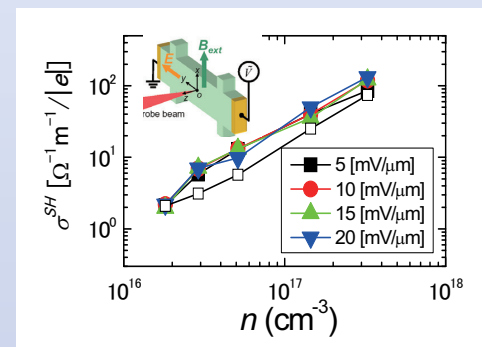 B_ext
E
x
y
z
o
Ṽ
robe beam
10²
10¹
10⁰
σ^SH [Ω⁻¹m⁻¹/|e|]
5 [mV/μm]
10 [mV/μm]
15 [mV/μm]
20 [mV/μm]
10¹⁶ 10¹⁷ 10¹⁸
n (cm⁻³)